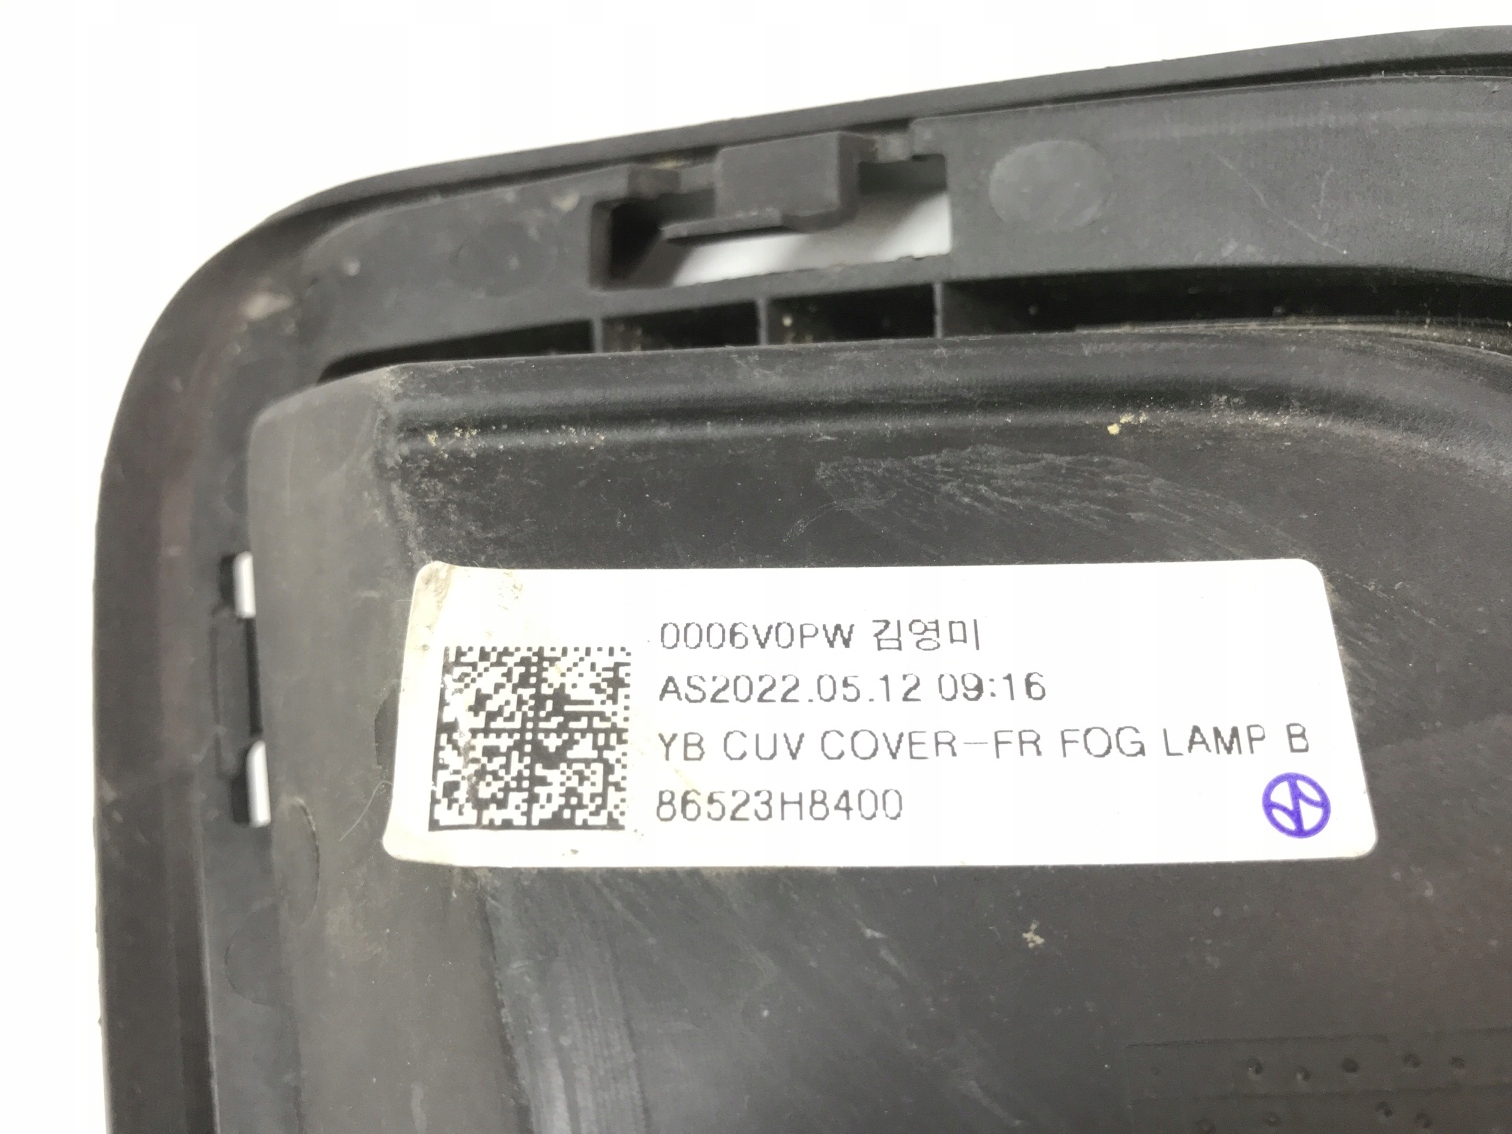 0006V0PW 김영미
AS2022.05.12 09:16
YB CUV COVER-FR FOG LAMP B
86523H8400